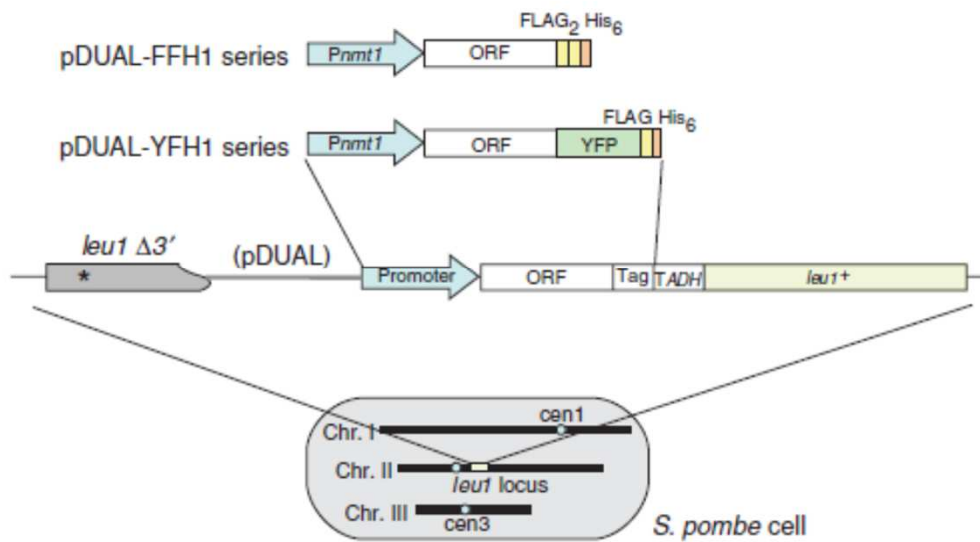 FLAG2 His6
pDUAL-FFH1 series Pnmt1 ORF
FLAG His6
pDUAL-YFH1 series Pnmt1 ORF YFP
leu1 Δ3′ (pDUAL)
* Promoter ORF Tag TADH leu1+
cen1
Chr. I
Chr. II
leu1 locus
Chr. III
cen3
S. pombe cell